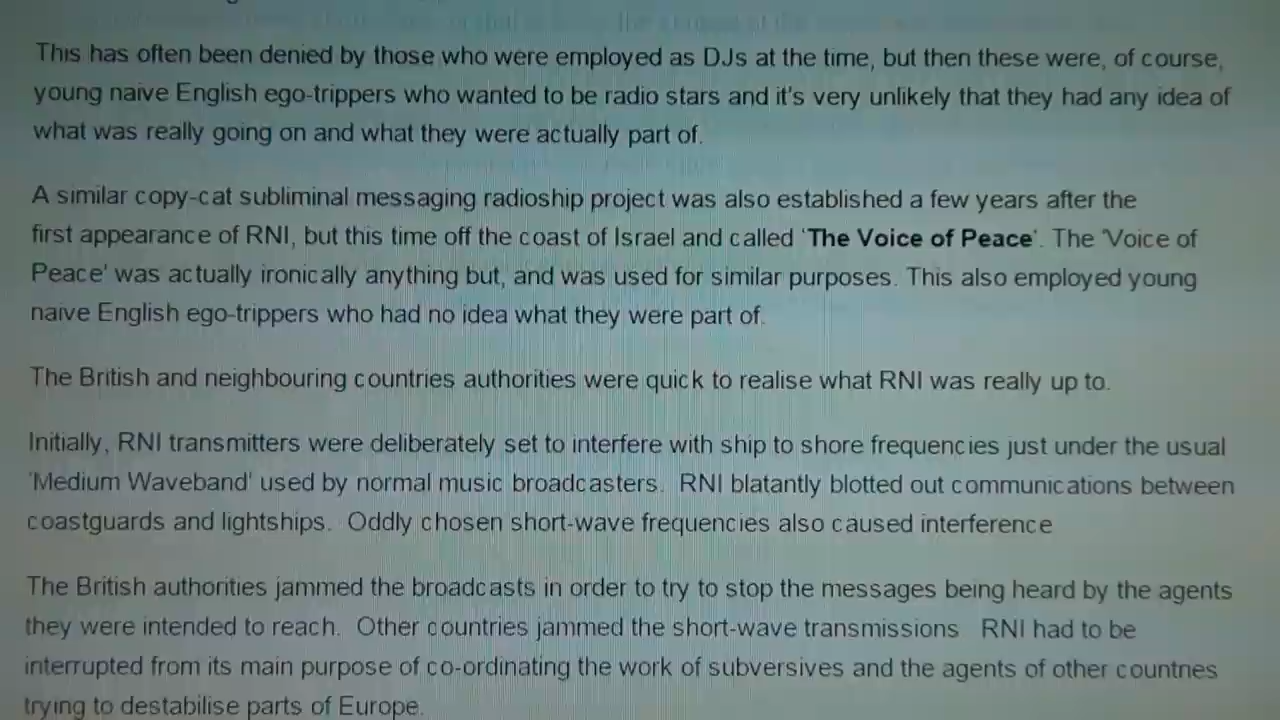 This has often been denied by those who were employed as DJs at the time, but then these were, of course,
young naive English ego-trippers who wanted to be radio stars and it's very unlikely that they had any idea of
what was really going on and what they were actually part of.
A similar copy-cat subliminal messaging radioship project was also established a few years after the
first appearance of RNI, but this time off the coast of Israel and called 'The Voice of Peace'. The 'Voice of
Peace' was actually ironically anything but, and was used for similar purposes. This also employed young
naive English ego-trippers who had no idea what they were part of.
The British and neighbouring countries authorities were quick to realise what RNI was really up to.
Initially, RNI transmitters were deliberately set to interfere with ship to shore frequencies just under the usual
'Medium Waveband' used by normal music broadcasters. RNI blatantly blotted out communications between
coastguards and lightships. Oddly chosen short-wave frequencies also caused interference
The British authorities jammed the broadcasts in order to try to stop the messages being heard by the agents
they were intended to reach. Other countries jammed the short-wave transmissions RNI had to be
interrupted from its main purpose of co-ordinating the work of subversives and the agents of other countries
trying to destabilise parts of Europe.